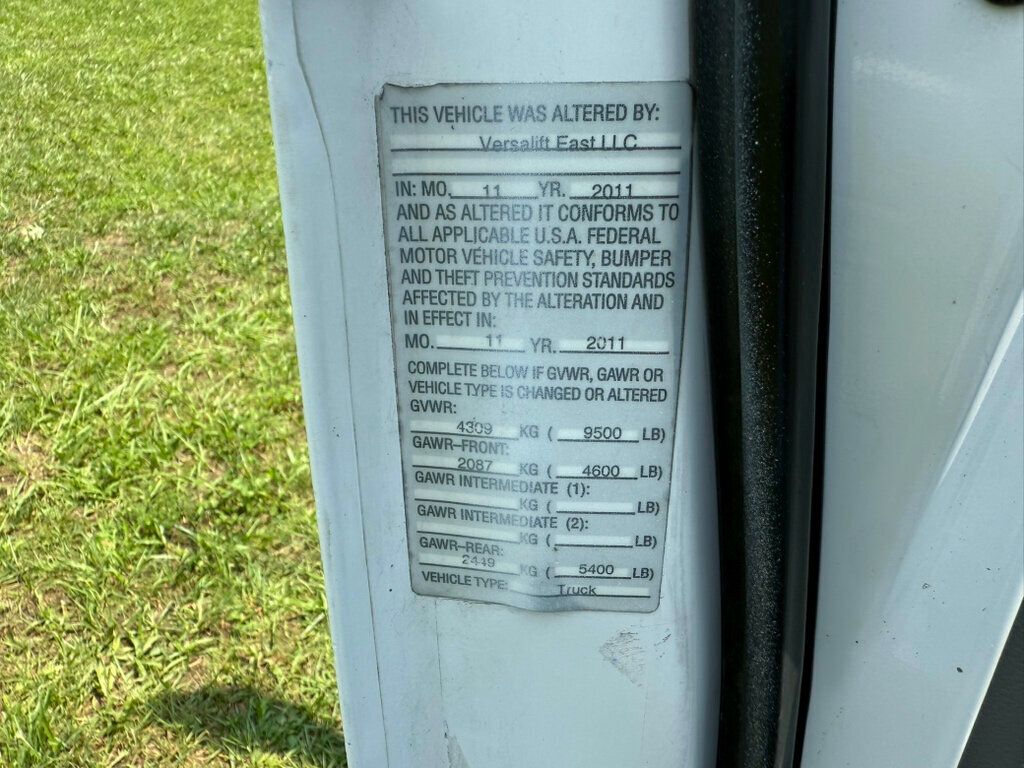 THIS VEHICLE WAS ALTERED BY:
Versalift East LLC
IN: MO. 11 YR. 2011
AND AS ALTERED IT CONFORMS TO
ALL APPLICABLE U.S.A. FEDERAL
MOTOR VEHICLE SAFETY, BUMPER
AND THEFT PREVENTION STANDARDS
AFFECTED BY THE ALTERATION AND
IN EFFECT IN:
MO. 11 YR. 2011
COMPLETE BELOW IF GVWR, GAWR OR
VEHICLE TYPE IS CHANGED OR ALTERED
GVWR:
4309 KG ( 9500 LB)
GAWR-FRONT:
2087 KG ( 4600 LB)
GAWR INTERMEDIATE (1):
KG ( LB)
GAWR INTERMEDIATE (2):
KG ( LB)
GAWR-REAR:
2449 KG ( 5400 LB)
VEHICLE TYPE: Truck